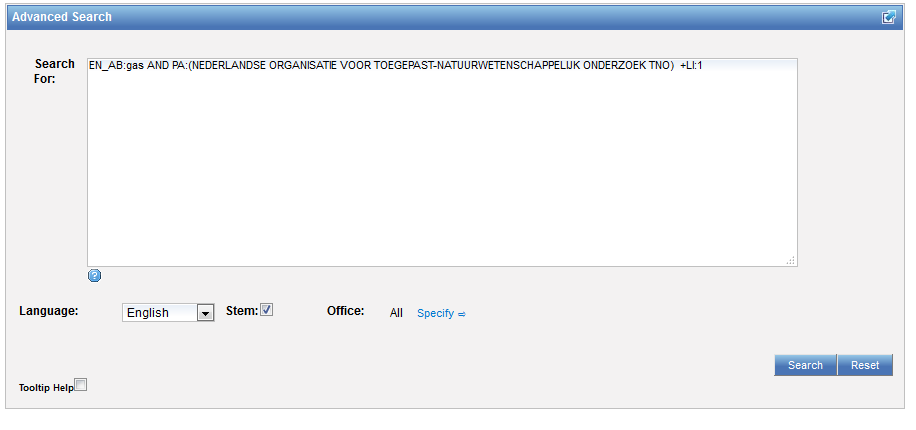 Advanced Search
Search For:
EN_AB:gas AND PA:(NEDERLANDSE ORGANISATIE VOOR TOEGEPAST-NATUURWETENSCHAPPELIJK ONDERZOEK TNO)  +LI:1
?
Language: English Stem: Office: All Specify ⇨
Search Reset
Tooltip Help